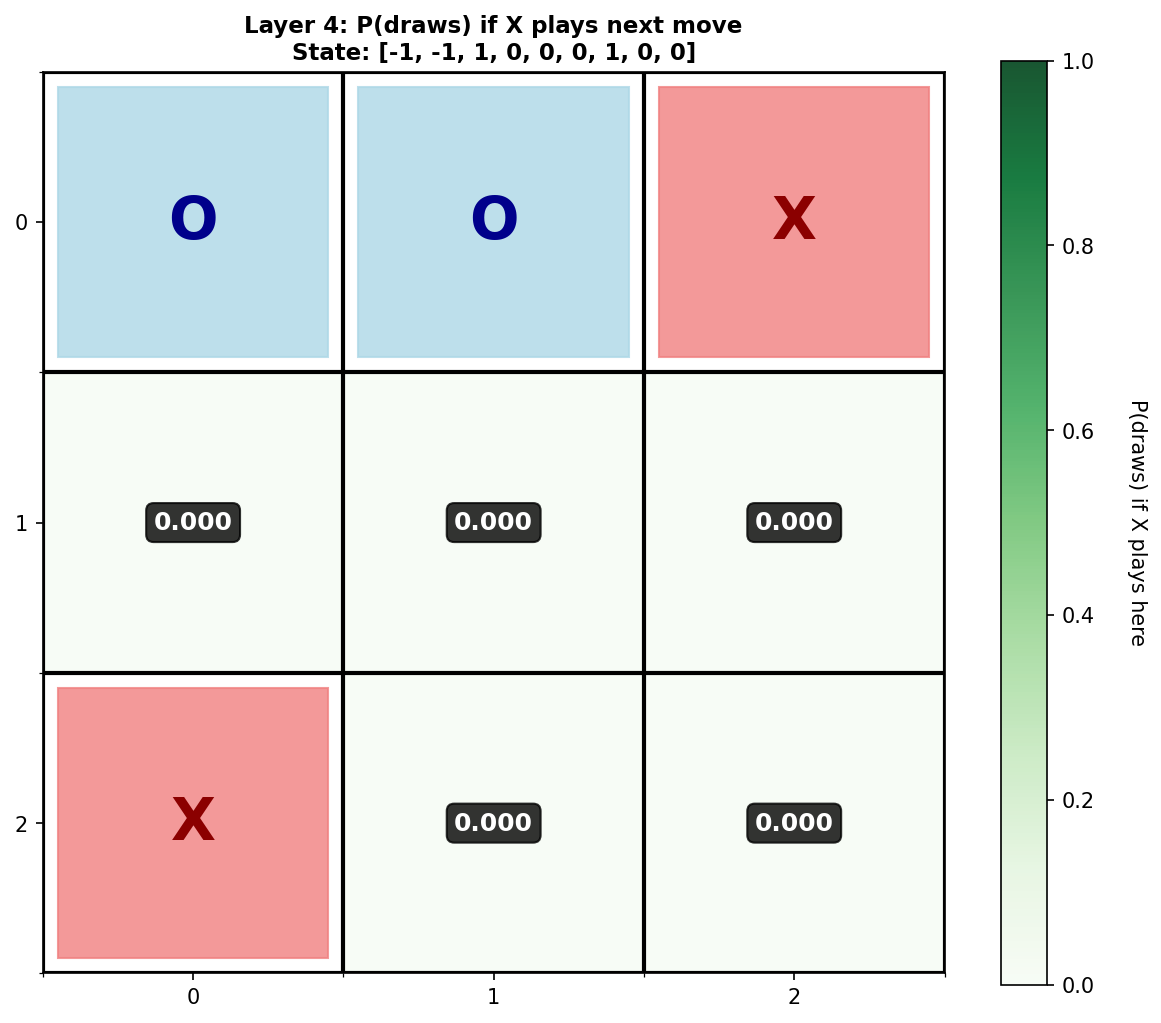 Layer 4: P(draws) if X plays next move
State: [-1, -1, 1, 0, 0, 0, 1, 0, 0]
O O X
0
0.000 0.000 0.000
1
X 0.000 0.000
2
0 1 2
1.0
0.8
0.6
0.4
0.2
0.0
P(draws) if X plays here